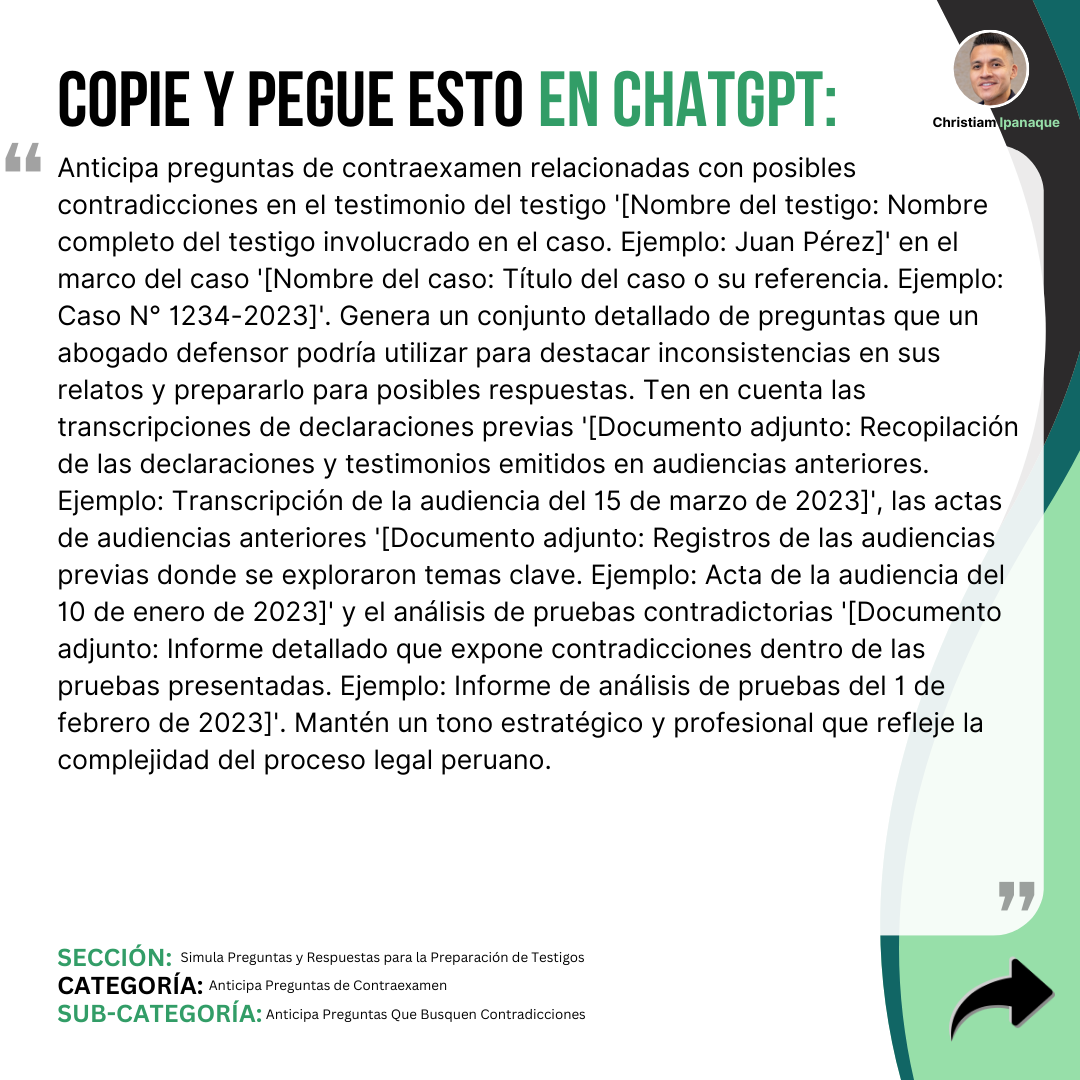 COPIE Y PEGUE ESTO EN CHATGPT:
Christiam Ipanaque
“
Anticipa preguntas de contraexamen relacionadas con posibles
contradicciones en el testimonio del testigo '[Nombre del testigo: Nombre
completo del testigo involucrado en el caso. Ejemplo: Juan Pérez]' en el
marco del caso '[Nombre del caso: Título del caso o su referencia. Ejemplo:
Caso N° 1234-2023]'. Genera un conjunto detallado de preguntas que un
abogado defensor podría utilizar para destacar inconsistencias en sus
relatos y prepararlo para posibles respuestas. Ten en cuenta las
transcripciones de declaraciones previas '[Documento adjunto: Recopilación
de las declaraciones y testimonios emitidos en audiencias anteriores.
Ejemplo: Transcripción de la audiencia del 15 de marzo de 2023]', las actas
de audiencias anteriores '[Documento adjunto: Registros de las audiencias
previas donde se exploraron temas clave. Ejemplo: Acta de la audiencia del
10 de enero de 2023]' y el análisis de pruebas contradictorias '[Documento
adjunto: Informe detallado que expone contradicciones dentro de las
pruebas presentadas. Ejemplo: Informe de análisis de pruebas del 1 de
febrero de 2023]'. Mantén un tono estratégico y profesional que refleje la
complejidad del proceso legal peruano.
”
SECCIÓN: Simula Preguntas y Respuestas para la Preparación de Testigos
CATEGORÍA: Anticipa Preguntas de Contraexamen
SUB-CATEGORÍA: Anticipa Preguntas Que Busquen Contradicciones